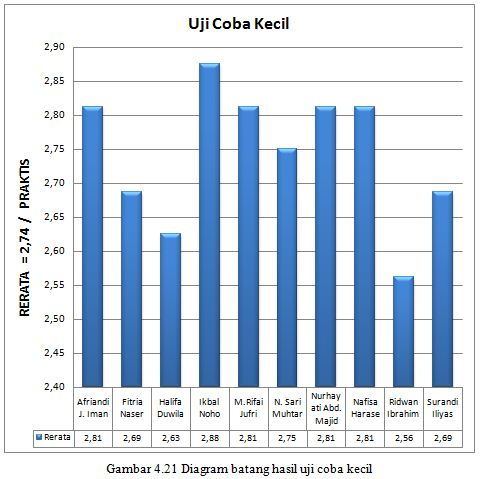 Uji Coba Kecil
RERATA = 2,74 / PRAKTIS
2,90
2,85
2,80
2,75
2,70
2,65
2,60
2,55
2,50
2,45
2,40
Afriandi
J. Iman
Fitria
Naser
Halifa
Duwila
Ikbal
Noho
M.Rifai
Jufri
N. Sari
Muhtar
Nurhay
ati Abd.
Majid
Nafisa
Harase
Ridwan
Ibrahim
Surandi
Iliyas
Rerata 2,81 2,69 2,63 2,88 2,81 2,75 2,81 2,81 2,56 2,69
Gambar 4.21 Diagram batang hasil uji coba kecil